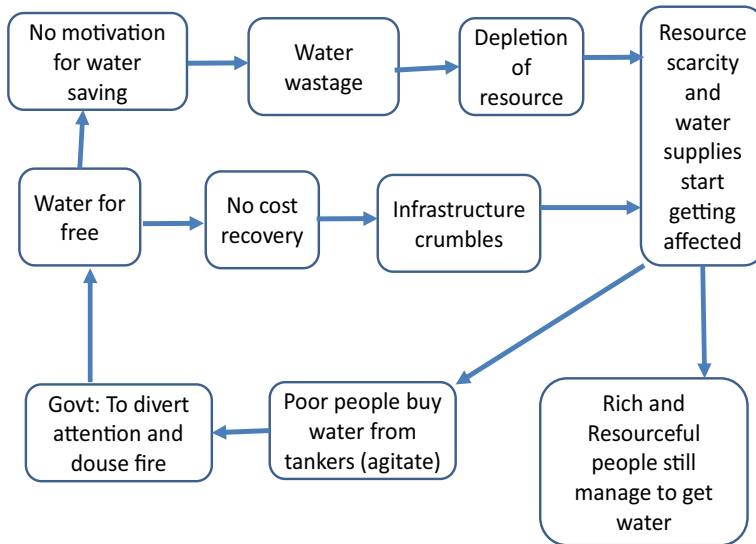 No motivation
for water
saving
Water
wastage
Depletion
of
resource
Resource
scarcity
and
water
supplies
start
getting
affected
Water for
free
No cost
recovery
Infrastructure
crumbles
Govt: To divert
attention and
douse fire
Poor people buy
water from
tankers (agitate)
Rich and
Resourceful
people still
manage to get
water